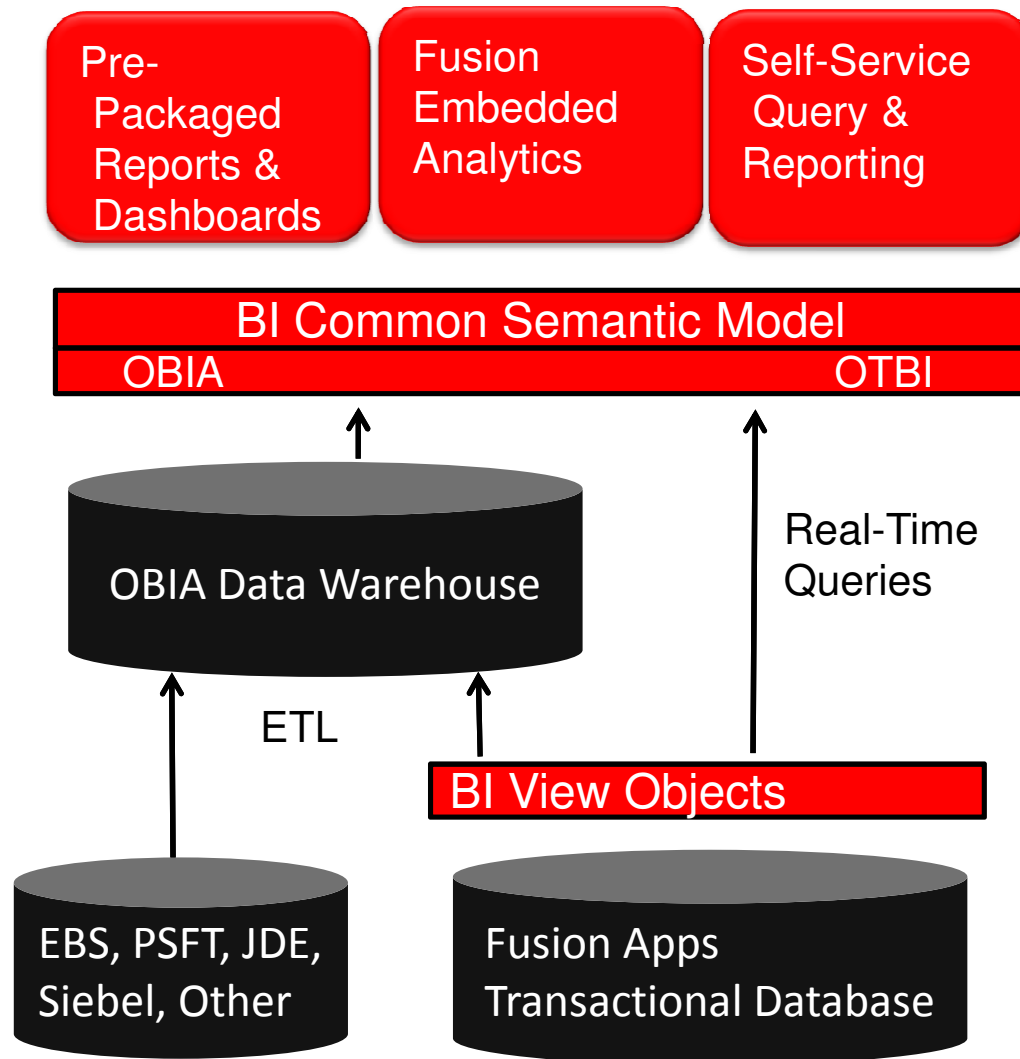 Pre-
Packaged
Reports &
Dashboards
Fusion
Embedded
Analytics
Self-Service
Query &
Reporting
BI Common Semantic Model
OBIA
OTBI
OBIA Data Warehouse
Real-Time
Queries
ETL
BI View Objects
EBS, PSFT, JDE,
Siebel, Other
Fusion Apps
Transactional Database